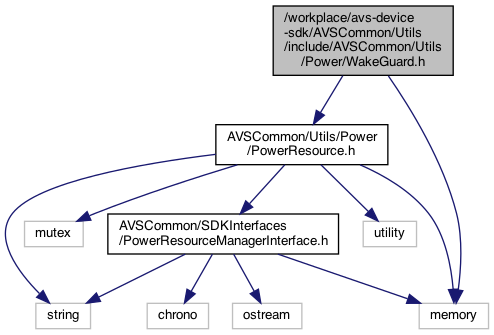 /workplace/avs-device
-sdk/AVSCommon/Utils
/include/AVSCommon/Utils
/Power/WakeGuard.h
AVSCommon/Utils/Power
/PowerResource.h
mutex
AVSCommon/SDKInterfaces
/PowerResourceManagerInterface.h
utility
string
chrono
ostream
memory